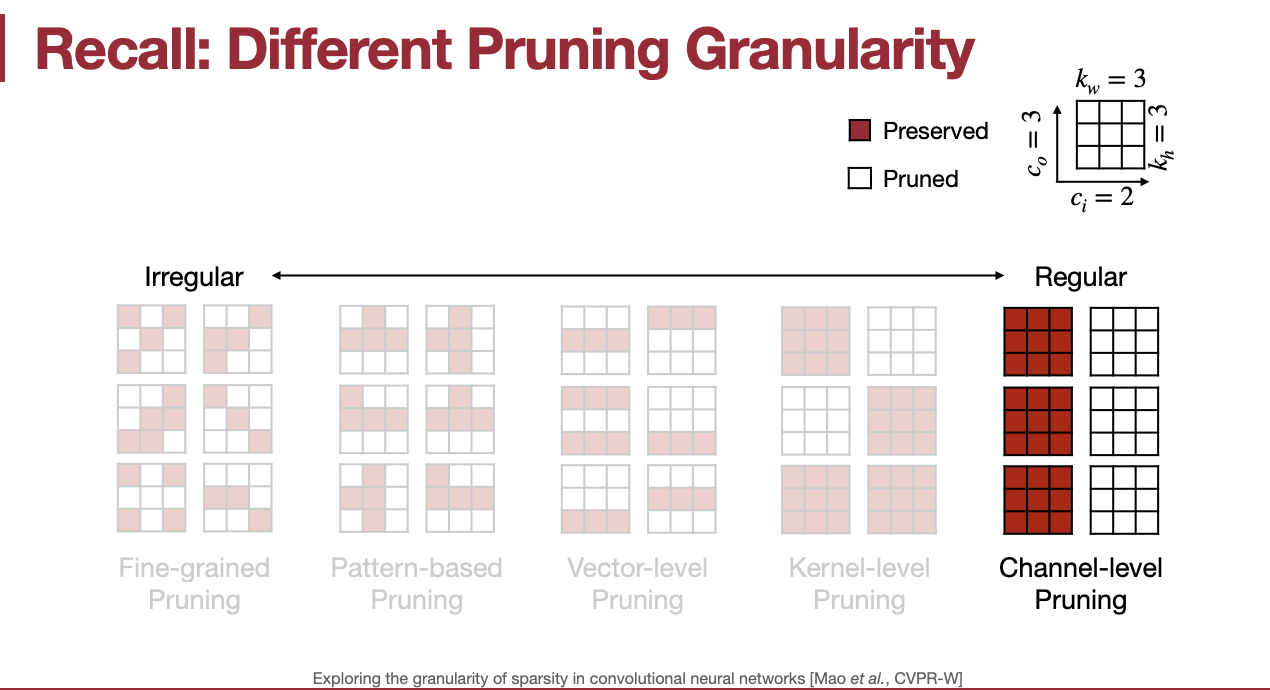 Recall: Different Pruning Granularity
k_w = 3
Preserved
Pruned
c_o = 3
k_h = 3
c_i = 2
Irregular
Regular
Fine-grained
Pruning
Pattern-based
Pruning
Vector-level
Pruning
Kernel-level
Pruning
Channel-level
Pruning
Exploring the granularity of sparsity in convolutional neural networks [Mao et al., CVPR-W]